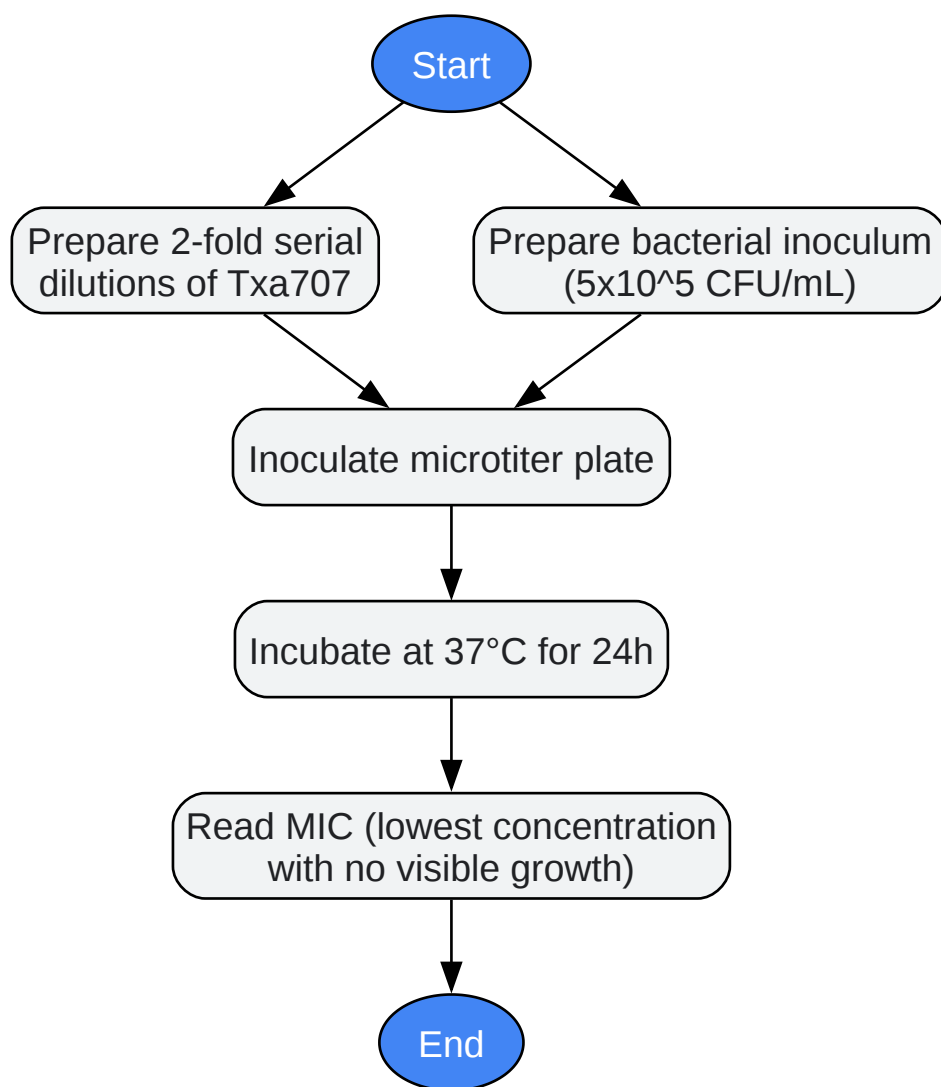 Start
Prepare 2-fold serial
dilutions of Txa707
Prepare bacterial inoculum
(5x10^5 CFU/mL)
Inoculate microtiter plate
Incubate at 37°C for 24h
Read MIC (lowest concentration
with no visible growth)
End